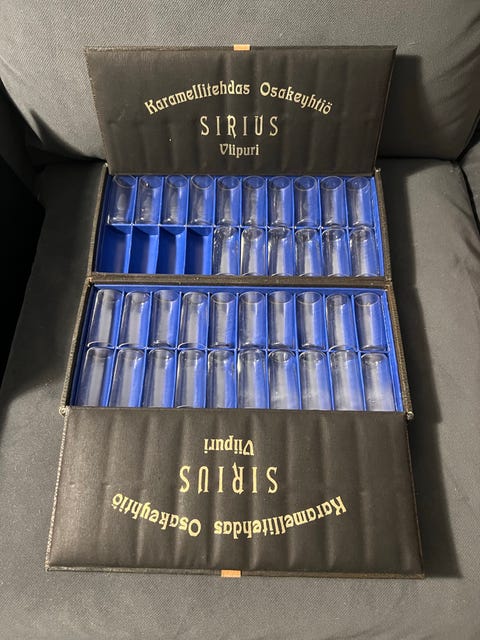 Karamellitehdas Osakeyhtiö
SIRIUS
Viipuri
Viipuri
SIRIUS
Karamellitehdas Osakeyhtiö